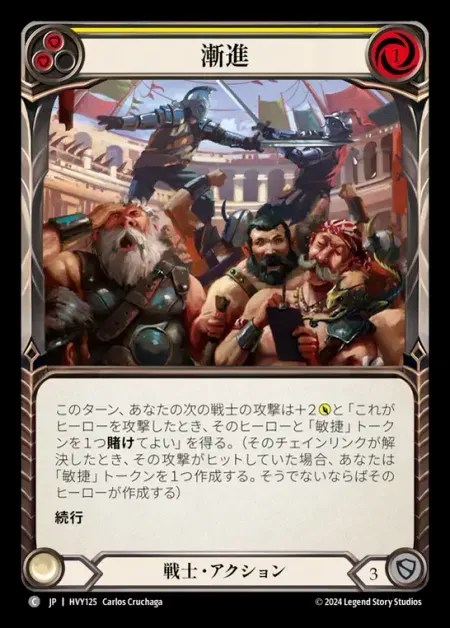 漸進
1
このターン、あなたの次の戦士の攻撃は+2と「これが
ヒーローを攻撃したとき、そのヒーローと「敏捷」トーク
ンを1つ賭けてよい」を得る。(そのチェインリンクが解
決したとき、その攻撃がヒットしていた場合、あなたは
「敏捷」トークンを1つ作成する。そうでないならばその
ヒーローが作成する)
続行
戦士・アクション
3
C JP | HVY125 Carlos Cruchaga
© 2024 Legend Story Studios